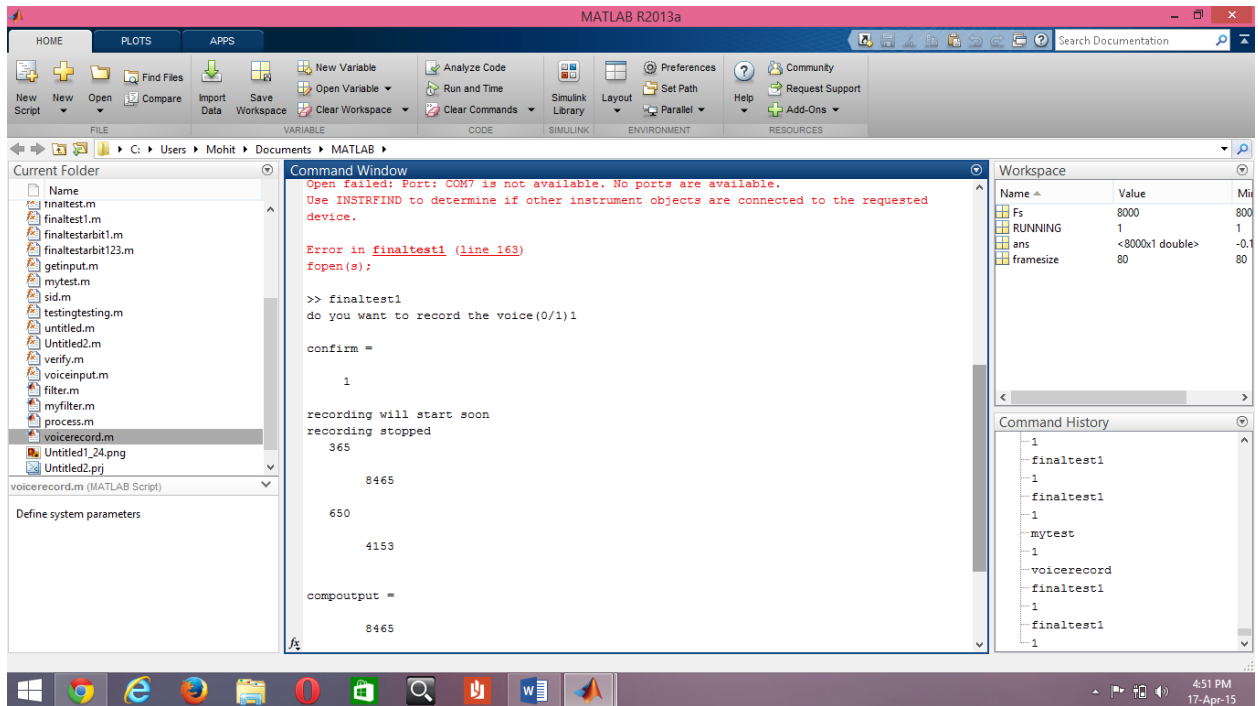 MATLAB R2013a
HOME PLOTS APPS
Search Documentation
New Script
New
Open
Find Files
Compare
Import Data
Save Workspace
New Variable
Open Variable
Clear Workspace
Analyze Code
Run and Time
Clear Commands
Simulink Library
Layout
Preferences
Set Path
Parallel
Help
Community
Request Support
Add-Ons
FILE VARIABLE CODE SIMULINK ENVIRONMENT RESOURCES
C: Users Mohit Documents MATLAB
Current Folder
Name
finaltest.m
finaltest1.m
finaltestarbit1.m
finaltestarbit123.m
getinput.m
mytest.m
sid.m
testingtesting.m
untitled.m
Untitled2.m
verify.m
voiceinput.m
filter.m
myfilter.m
process.m
voicerecord.m
Untitled1_24.png
Untitled2.prj
voicerecord.m (MATLAB Script)
Define system parameters
Command Window
Open failed: Port: COM7 is not available. No ports are available.
Use INSTRFIND to determine if other instrument objects are connected to the requested
device.
Error in finaltest1 (line 163)
fopen(s);
>> finaltest1
do you want to record the voice(0/1)1
confirm =
1
recording will start soon
recording stopped
365
8465
650
4153
compoutput =
8465
fx
Workspace
Name Value Mi
Fs 8000 800
RUNNING 1 1
ans <8000x1 double> -0.1
framesize 80 80
Command History
1
finaltest1
1
finaltest1
1
mytest
1
voicerecord
finaltest1
1
finaltest1
1
4:51 PM
17-Apr-15